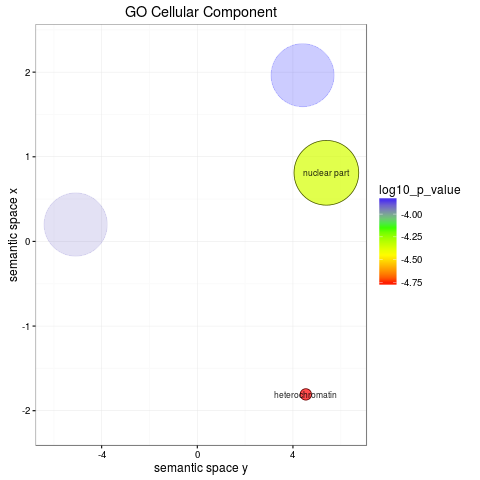 GO Cellular Component
2
1
0
-1
-2
semantic space x
nuclear part
heterochromatin
-4
0
4
semantic space y
log10_p_value
-4.00
-4.25
-4.50
-4.75